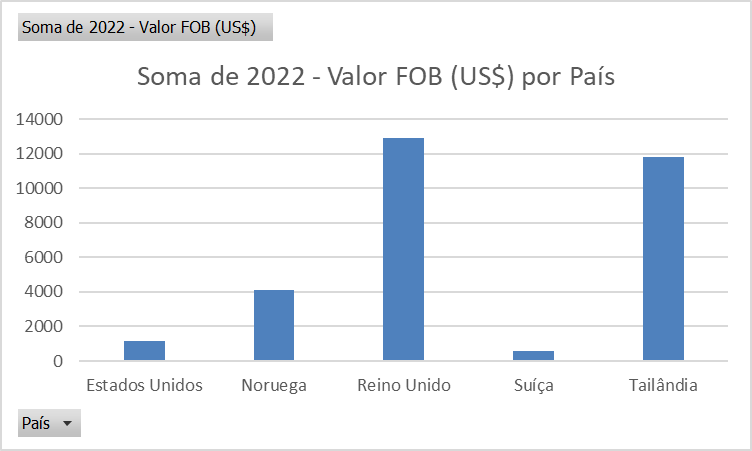 Soma de 2022 - Valor FOB (US$)
Soma de 2022 - Valor FOB (US$) por País
14000
12000
10000
8000
6000
4000
2000
0
Estados Unidos Noruega Reino Unido Suíça Tailândia
País